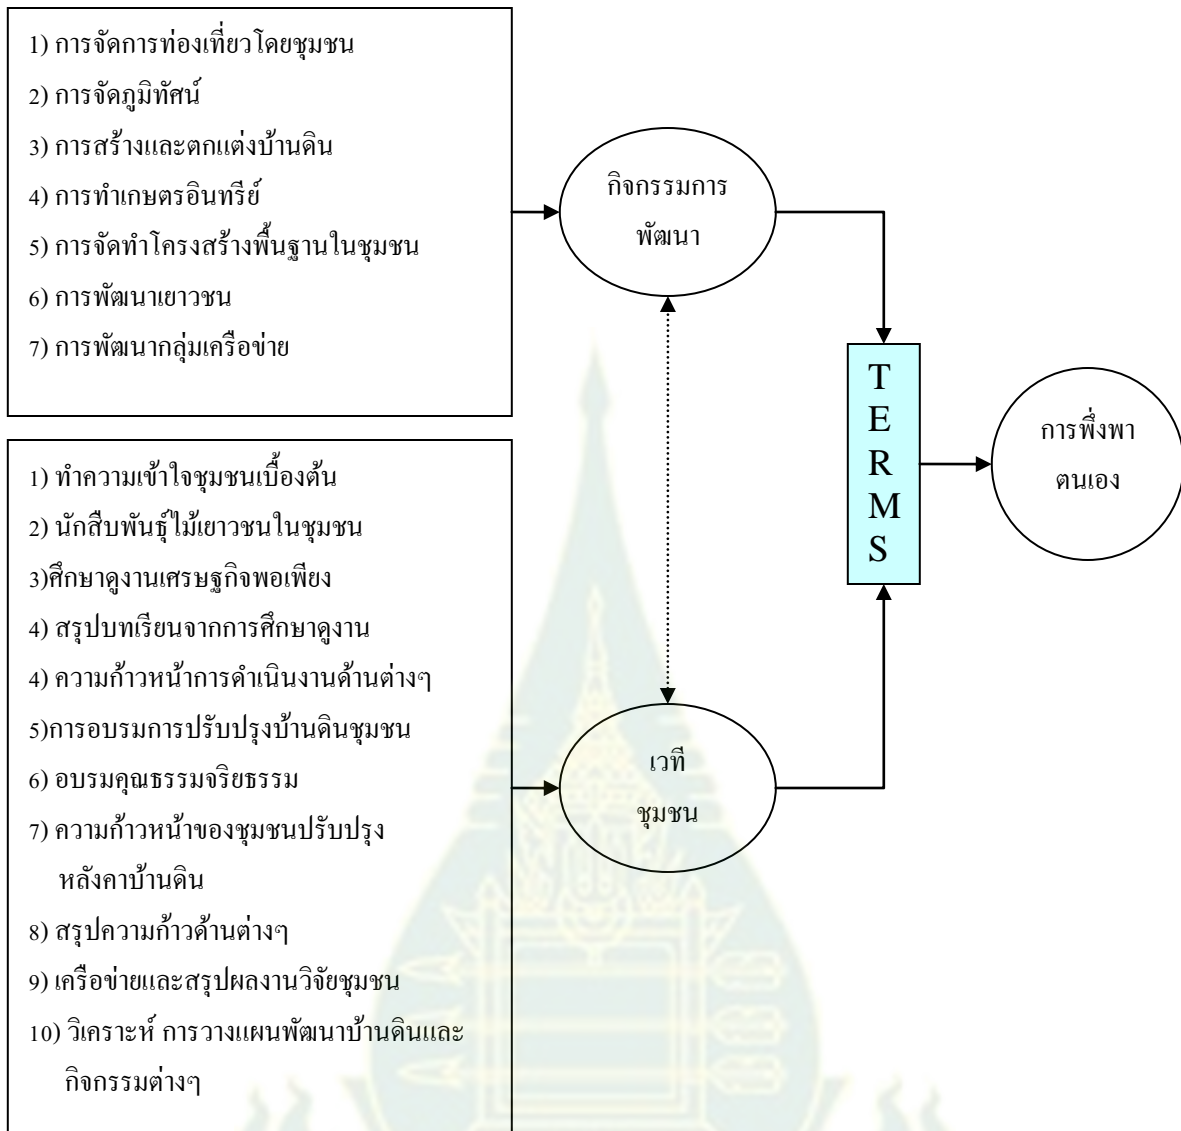 1) การจัดการท่องเที่ยวโดยชุมชน
2) การจัดภูมิทัศน์
3) การสร้างและตกแต่งบ้านดิน
4) การทำเกษตรอินทรีย์
5) การจัดทำโครงสร้างพื้นฐานในชุมชน
6) การพัฒนาเยาวชน
7) การพัฒนากลุ่มเครือข่าย
กิจกรรมการ
พัฒนา
1) ทำความเข้าใจชุมชนเบื้องต้น
2) นักสืบพันธุ์ไม้เยาวชนในชุมชน
3)ศึกษาดูงานเศรษฐกิจพอเพียง
4) สรุปบทเรียนจากการศึกษาดูงาน
4) ความก้าวหน้าการดำเนินงานด้านต่างๆ
5)การอบรมการปรับปรุงบ้านดินชุมชน
6) อบรมคุณธรรมจริยธรรม
7) ความก้าวหน้าของชุมชนปรับปรุง
หลังคาบ้านดิน
8) สรุปความก้าวด้านต่างๆ
9) เครือข่ายและสรุปผลงานวิจัยชุมชน
10) วิเคราะห์ การวางแผนพัฒนาบ้านดินและ
กิจกรรมต่างๆ
เวที
ชุมชน
T
E
R
M
S
การพึ่งพา
ตนเอง